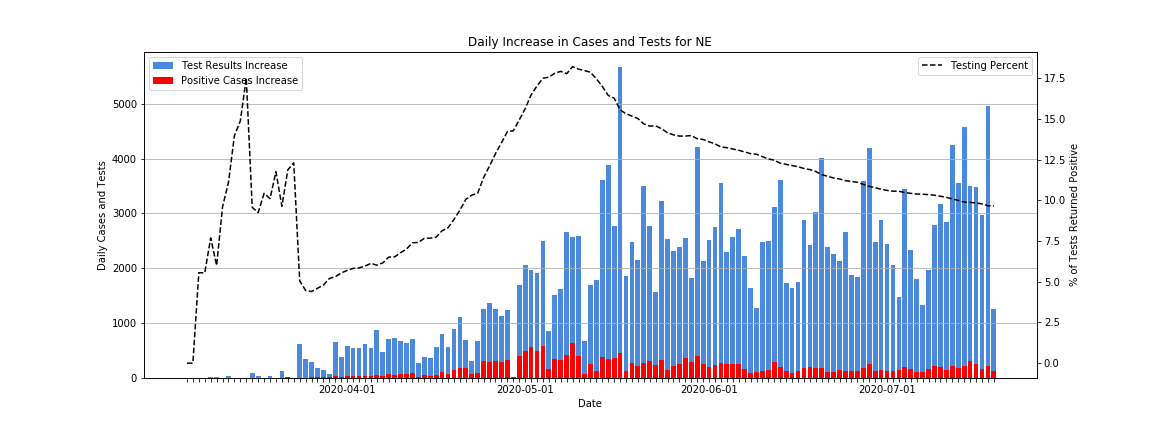 Daily Increase in Cases and Tests for NE
Test Results Increase
Positive Cases Increase
Testing Percent
5000
4000
3000
2000
1000
0
Daily Cases and Tests
17.5
15.0
12.5
10.0
7.5
5.0
2.5
0.0
% of Tests Returned Positive
2020-04-01
2020-05-01
2020-06-01
2020-07-01
Date